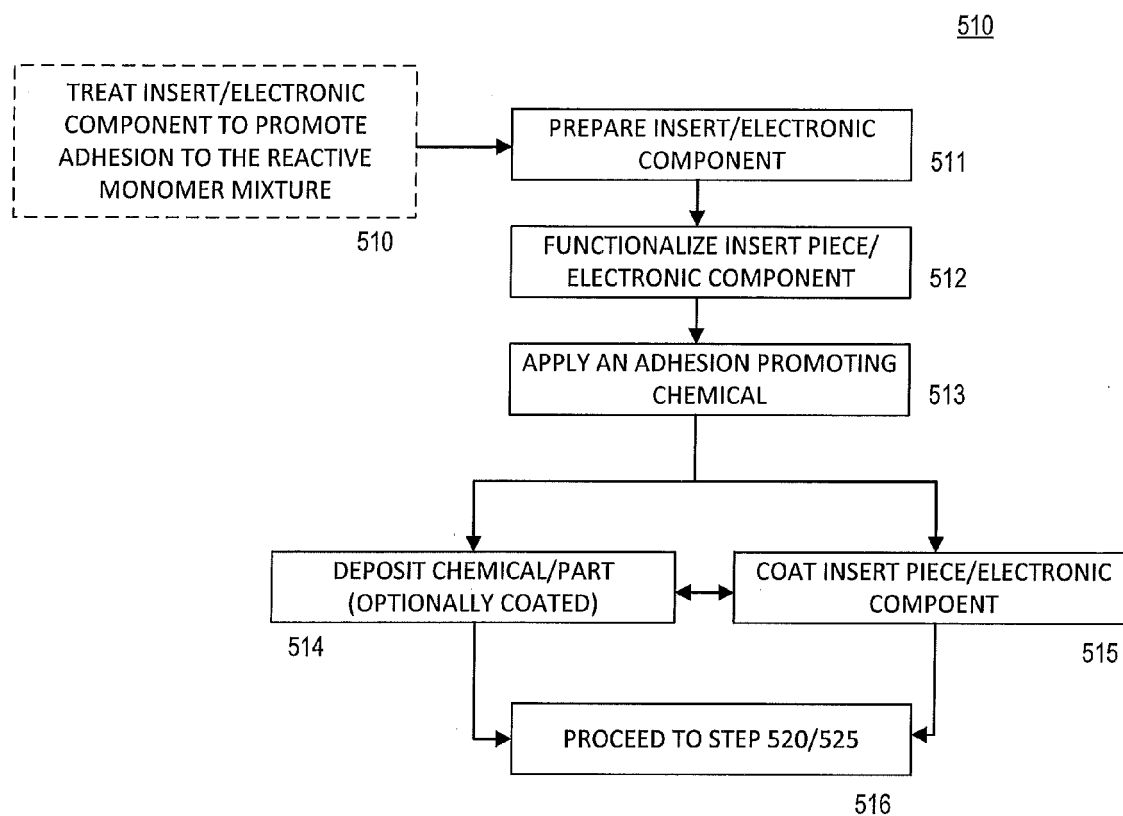 510
TREAT INSERT/ELECTRONIC
COMPONENT TO PROMOTE
ADHESION TO THE REACTIVE
MONOMER MIXTURE
510
PREPARE INSERT/ELECTRONIC
COMPONENT
511
FUNCTIONALIZE INSERT PIECE/
ELECTRONIC COMPONENT
512
APPLY AN ADHESION PROMOTING
CHEMICAL
513
DEPOSIT CHEMICAL/PART
(OPTIONALLY COATED)
514
COAT INSERT PIECE/ELECTRONIC
COMPOENT
515
PROCEED TO STEP 520/525
516